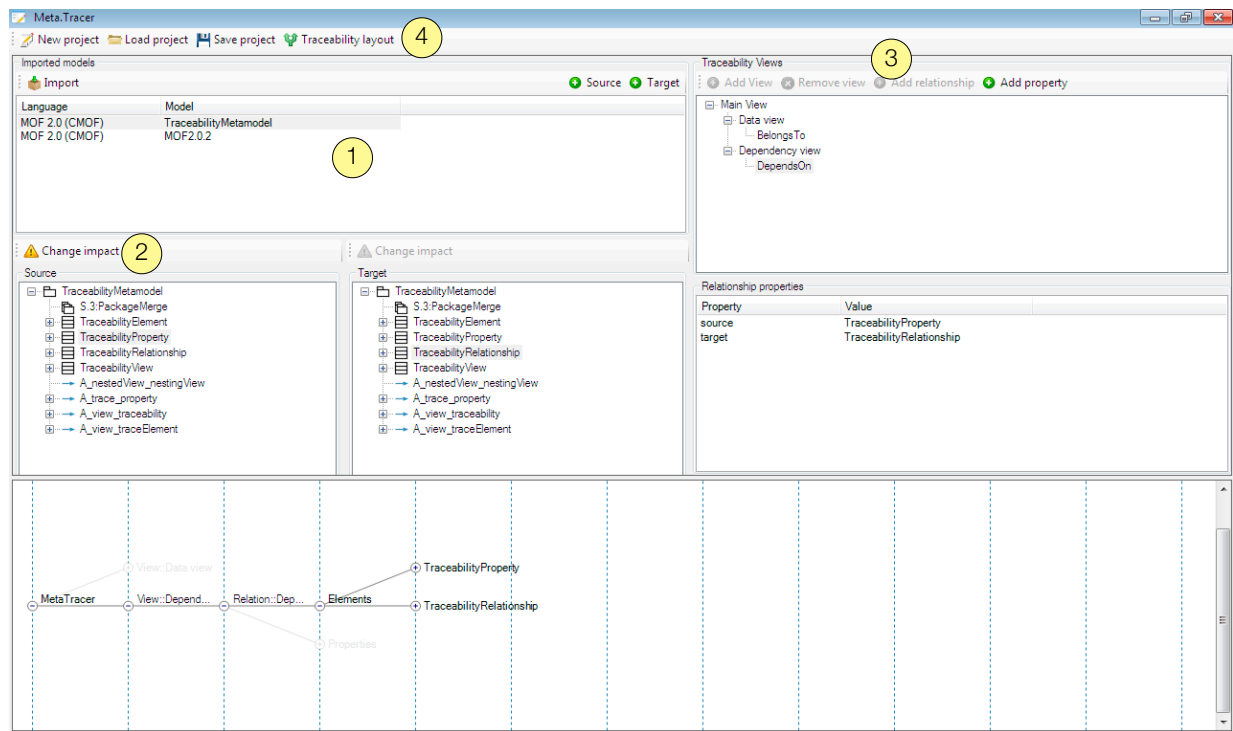 Meta.Tracer
New project Load project Save project Traceability layout 4
Imported models
Import Source Target
Language Model
MOF 2.0 (CMOF) TraceabilityMetamodel
MOF 2.0 (CMOF) MOF2.0.2
1
Traceability Views 3
Add View Remove view Add relationship Add property
Main View
Data view
BelongsTo
Dependency view
DependsOn
Change impact 2
Source
TraceabilityMetamodel
S.3:PackageMerge
TraceabilityElement
TraceabilityProperty
TraceabilityRelationship
TraceabilityView
A_nestedView_nestingView
A_trace_property
A_view_traceability
A_view_traceElement
Change impact
Target
TraceabilityMetamodel
S.3:PackageMerge
TraceabilityElement
TraceabilityProperty
TraceabilityRelationship
TraceabilityView
A_nestedView_nestingView
A_trace_property
A_view_traceability
A_view_traceElement
Relationship properties
Property Value
source TraceabilityProperty
target TraceabilityRelationship
View::Data view TraceabilityProperty
MetaTracer View::Depend... Relation::Dep... Elements TraceabilityRelationship
Properties